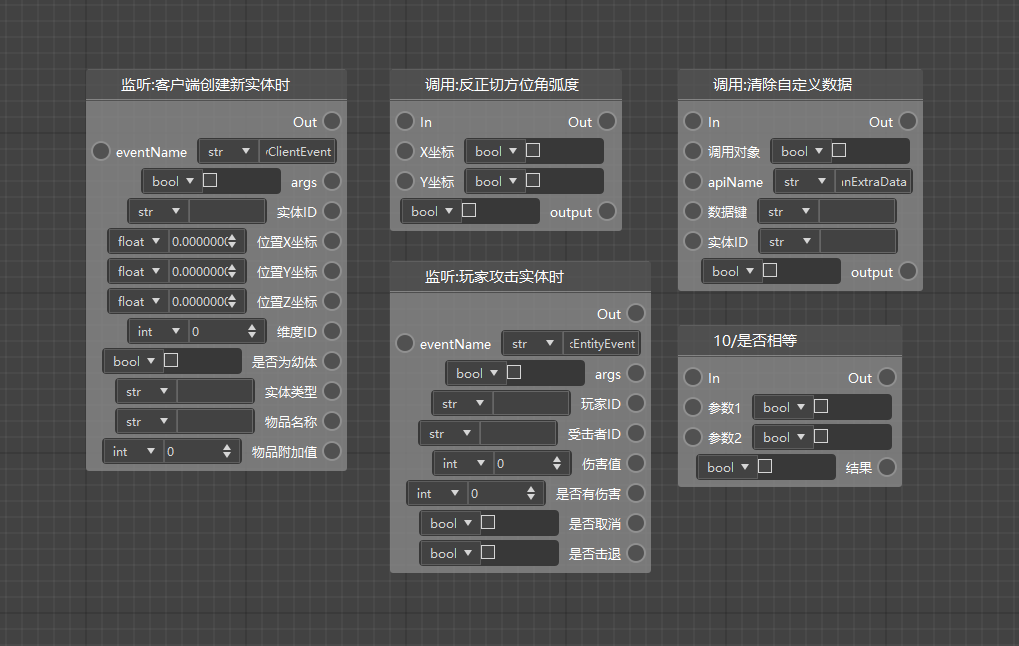 监听:客户端创建新实体时
Out
eventName str ClientEvent
bool args
str 实体ID
float 0.000000 位置X坐标
float 0.000000 位置Y坐标
float 0.000000 位置Z坐标
int 0 维度ID
bool 是否为幼体
str 实体类型
str 物品名称
int 0 物品附加值
调用:反正切方位角弧度
In Out
X坐标 bool
Y坐标 bool
bool output
监听:玩家攻击实体时
Out
eventName str EntityEvent
bool args
str 玩家ID
str 受击者ID
int 0 伤害值
int 0 是否有伤害
bool 是否取消
bool 是否击退
调用:清除自定义数据
In Out
调用对象 bool
apiName str nExtraData
数据键 str
实体ID str
bool output
10/是否相等
In Out
参数1 bool
参数2 bool
bool 结果